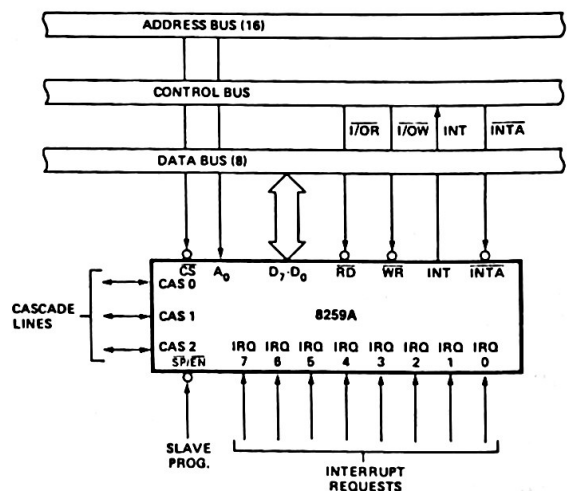 ADDRESS BUS (16)
CONTROL BUS
I/OR I/OW INT INTA
DATA BUS (8)
CS A0 D7-D0 RD WR INT INTA
CAS 0
CASCADE LINES
CAS 1
8259A
CAS 2
SP/EN
IRQ 7 IRQ 6 IRQ 5 IRQ 4 IRQ 3 IRQ 2 IRQ 1 IRQ 0
SLAVE PROG.
INTERRUPT REQUESTS